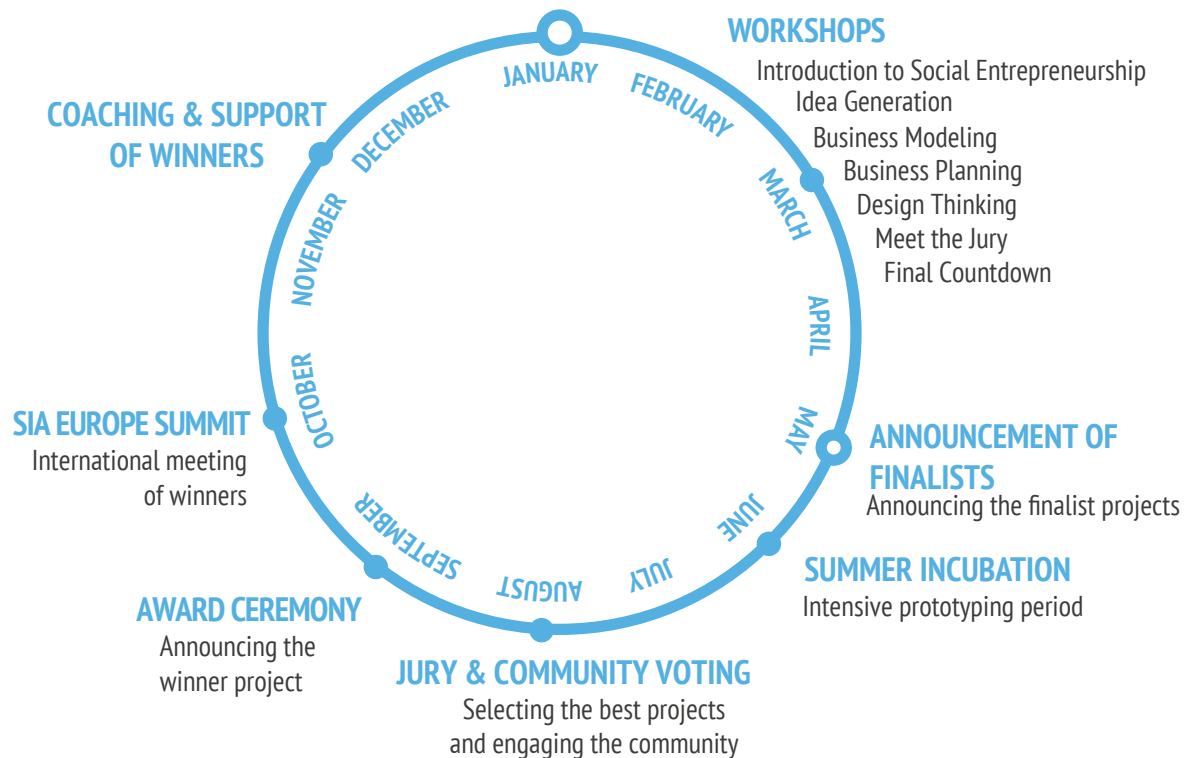 JANUARY
FEBRUARY
MARCH
APRIL
MAY
JUNE
JULY
AUGUST
SEPTEMBER
OCTOBER
NOVEMBER
DECEMBER
WORKSHOPS
Introduction to Social Entrepreneurship
Idea Generation
Business Modeling
Business Planning
Design Thinking
Meet the Jury
Final Countdown
ANNOUNCEMENT OF
FINALISTS
Announcing the finalist projects
SUMMER INCUBATION
Intensive prototyping period
JURY & COMMUNITY VOTING
Selecting the best projects
and engaging the community
AWARD CEREMONY
Announcing the
winner project
SIA EUROPE SUMMIT
International meeting
of winners
COACHING & SUPPORT
OF WINNERS